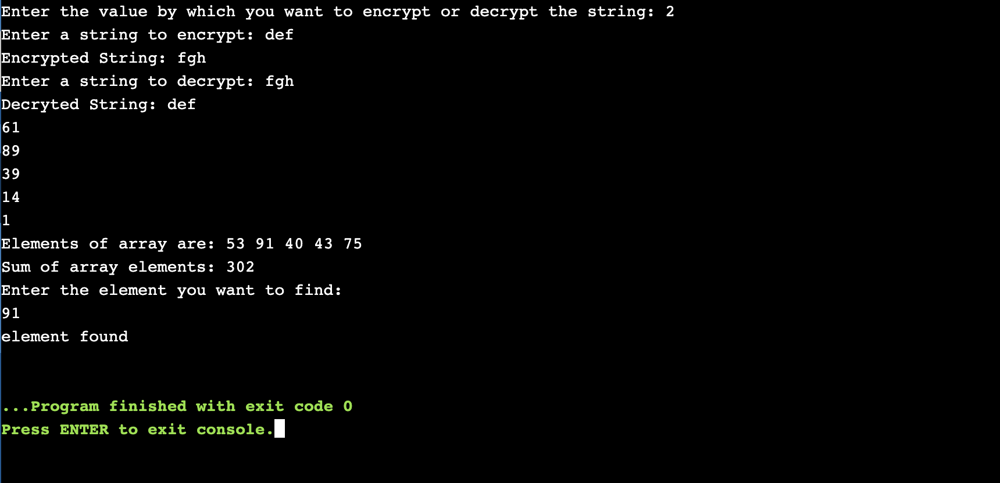 Enter the value by which you want to encrypt or decrypt the string: 2
Enter a string to encrypt: def
Encrypted String: fgh
Enter a string to decrypt: fgh
Decryted String: def
61
89
39
14
1
Elements of array are: 53 91 40 43 75
Sum of array elements: 302
Enter the element you want to find:
91
element found
...Program finished with exit code 0
Press ENTER to exit console.